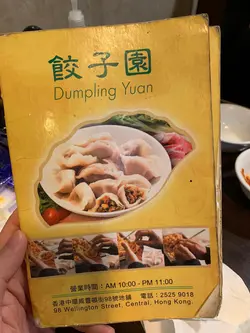 餃子園
Dumpling Yuan
營業時間：AM 10:00 - PM 11:00
香港中環威靈頓街98號地舖　電話：2525 9018
98 Wellington Street, Central, Hong Kong.